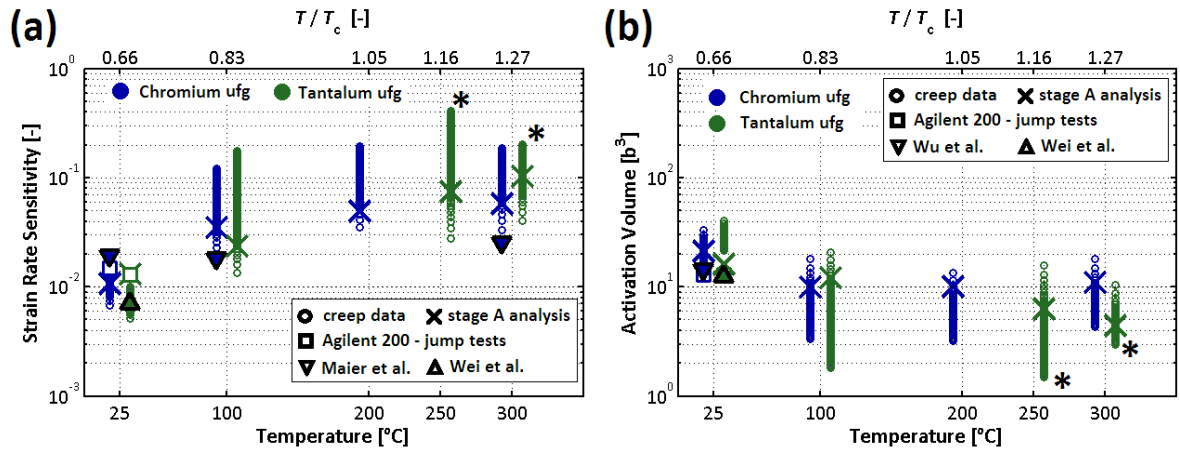 (a)
T / Tc [-]
0.66 0.83 1.05 1.16 1.27
Strain Rate Sensitivity [-]
10^0
10^-1
10^-2
10^-3
Chromium ufg Tantalum ufg
*
*
creep data stage A analysis
Agilent 200 - jump tests
Maier et al. Wei et al.
25 100 200 250 300
Temperature [°C]
(b)
T / Tc [-]
0.66 0.83 1.05 1.16 1.27
Activation Volume [b^3]
10^3
10^2
10^1
10^0
Chromium ufg
Tantalum ufg
creep data stage A analysis
Agilent 200 - jump tests
Wu et al. Wei et al.
*
*
25 100 200 250 300
Temperature [°C]